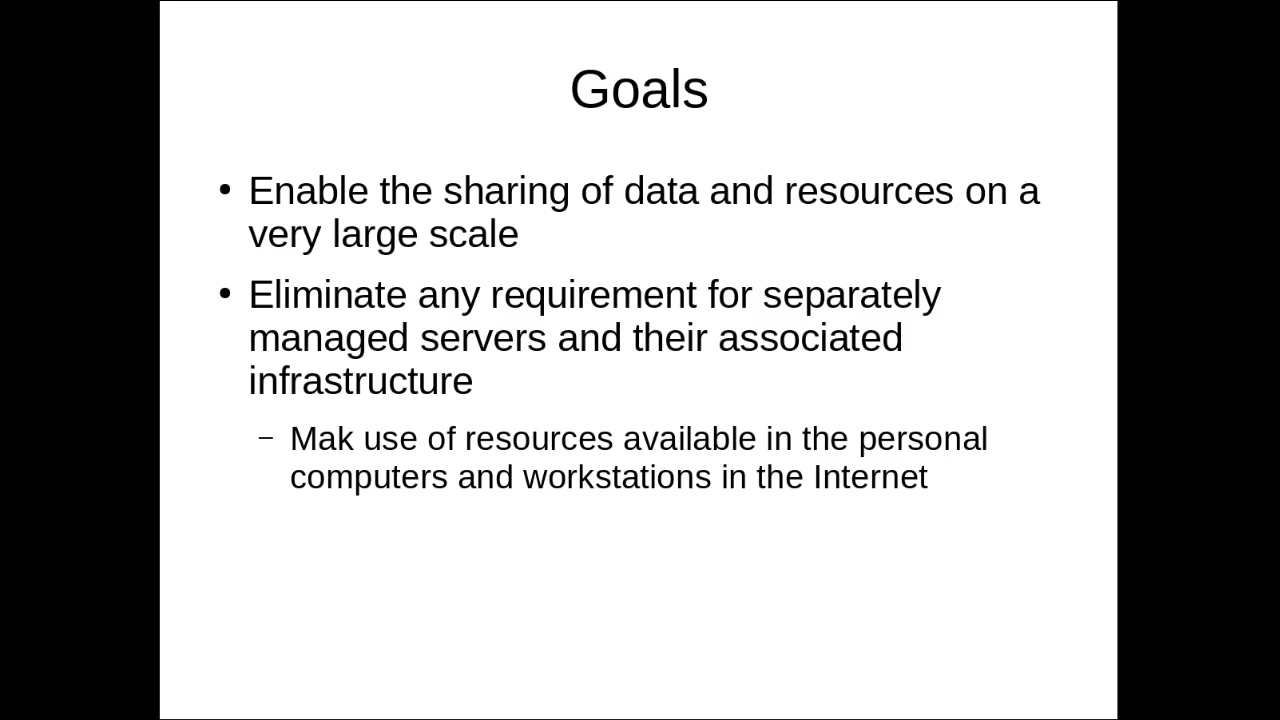 Goals
• Enable the sharing of data and resources on a
very large scale
• Eliminate any requirement for separately
managed servers and their associated
infrastructure
– Mak use of resources available in the personal
computers and workstations in the Internet